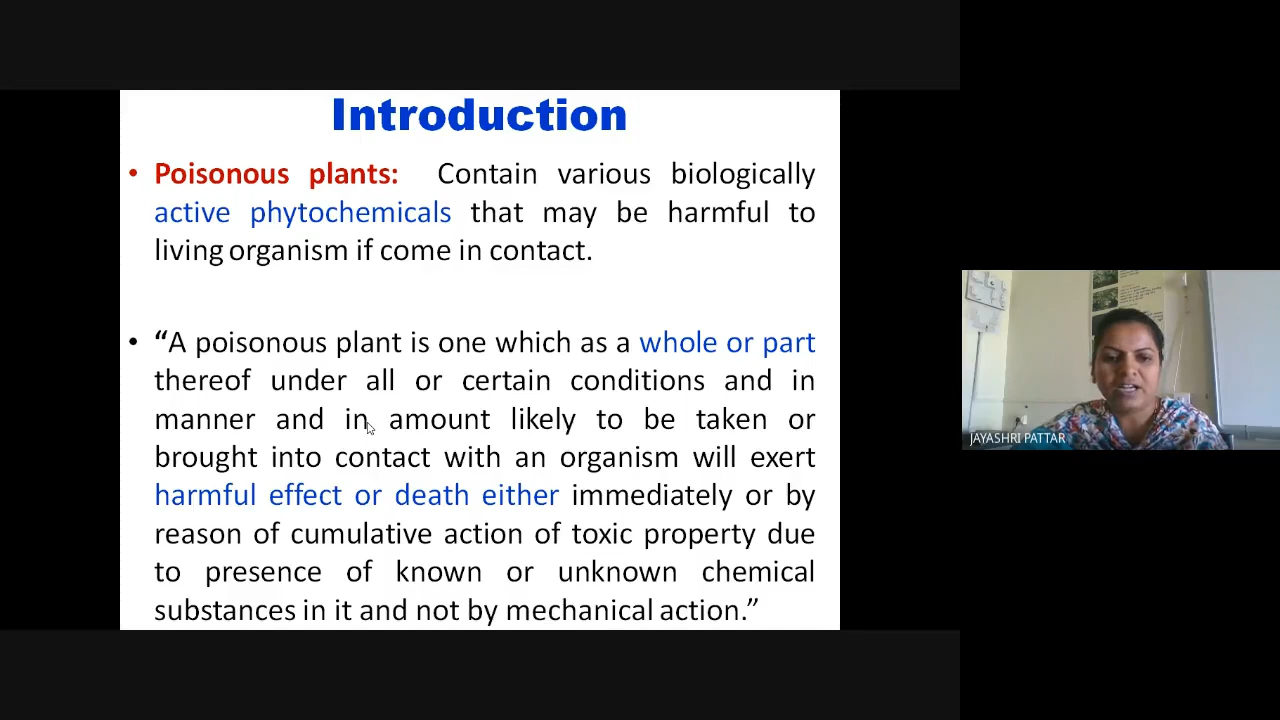 Introduction
• Poisonous plants: Contain various biologically
active phytochemicals that may be harmful to
living organism if come in contact.
• “A poisonous plant is one which as a whole or part
thereof under all or certain conditions and in
manner and in amount likely to be taken or
brought into contact with an organism will exert
harmful effect or death either immediately or by
reason of cumulative action of toxic property due
to presence of known or unknown chemical
substances in it and not by mechanical action.”
JAYASHRI PATTAR